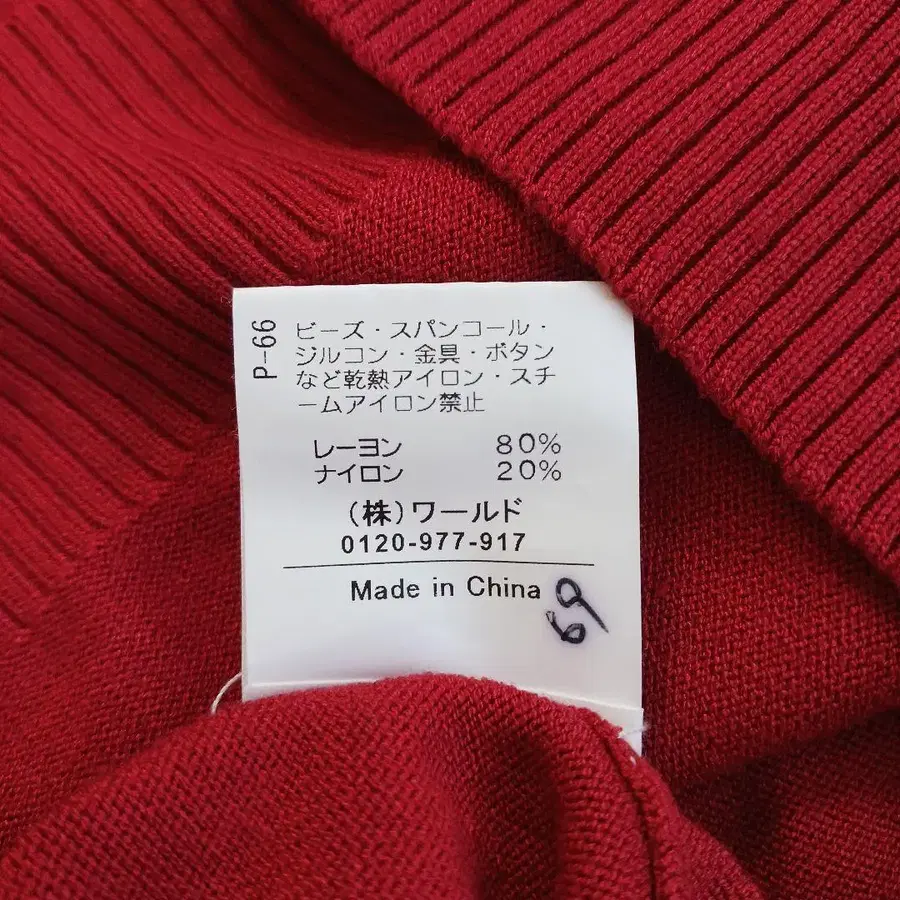 P-66
ビーズ・スパンコール・
ジルコン・金具・ボタン
など乾熱アイロン・スチ
ームアイロン禁止
レーヨン 80%
ナイロン 20%
(株)ワールド
0120-977-917
Made in China
69